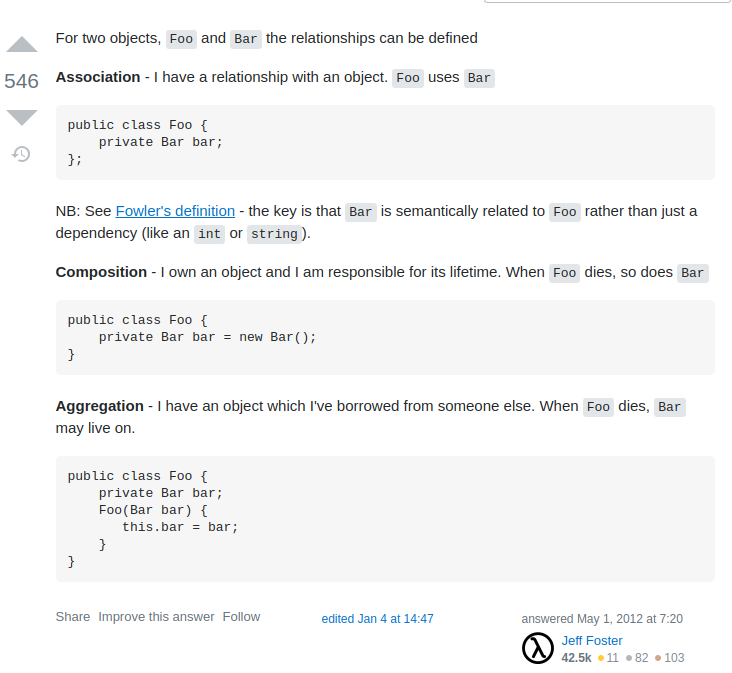 For two objects, Foo and Bar the relationships can be defined
546
Association - I have a relationship with an object. Foo uses Bar
public class Foo {
    private Bar bar;
};
NB: See Fowler's definition - the key is that Bar is semantically related to Foo rather than just a
dependency (like an int or string).
Composition - I own an object and I am responsible for its lifetime. When Foo dies, so does Bar
public class Foo {
    private Bar bar = new Bar();
}
Aggregation - I have an object which I've borrowed from someone else. When Foo dies, Bar
may live on.
public class Foo {
    private Bar bar;
    Foo(Bar bar) {
       this.bar = bar;
    }
}
Share Improve this answer Follow edited Jan 4 at 14:47 answered May 1, 2012 at 7:20
Jeff Foster
42.5k 11 82 103